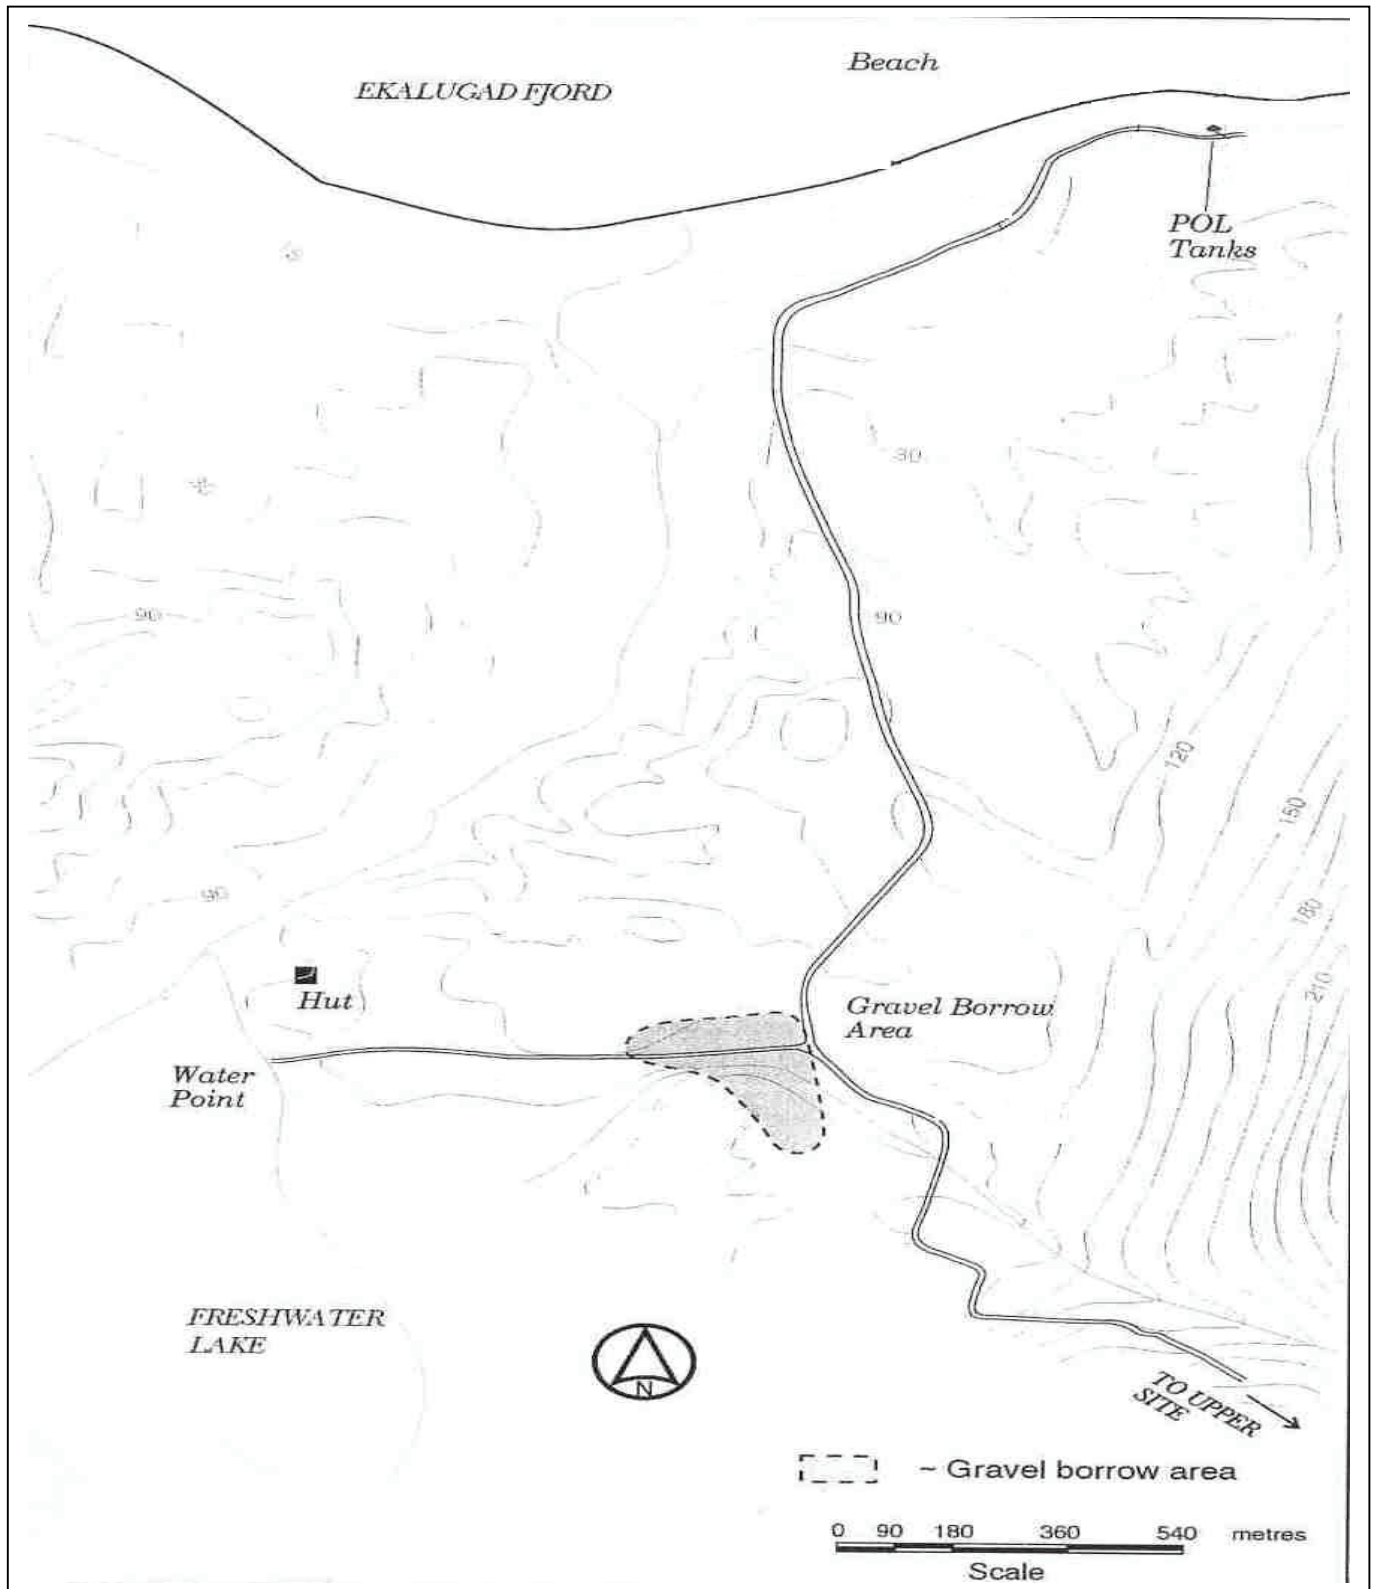 Beach
EKALUGAD FJORD
POL
Tanks
30
90
90
120
150
90
180
210
Hut
Gravel Borrow
Area
Water
Point
FRESHWATER
LAKE
N
TO UPPER
SITE
~ Gravel borrow area
0 90 180 360 540 metres
Scale